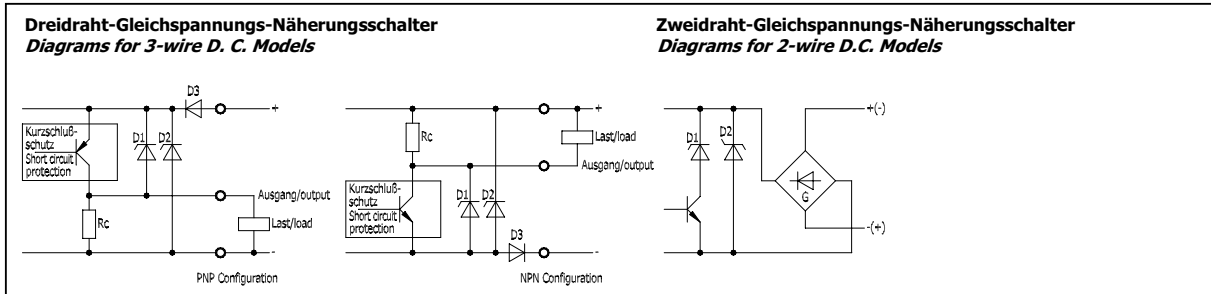 Dreidraht-Gleichspannungs-Näherungsschalter
Diagrams for 3-wire D. C. Models
D3
+
Kurzschluß-
schutz
Short circuit
protection
D1
D2
Ausgang/output
Rc
Last/load
-
PNP Configuration
+
Rc
Last/load
Ausgang/output
Kurzschluß-
schutz
Short circuit
protection
D1
D2
D3
-
NPN Configuration
Zweidraht-Gleichspannungs-Näherungsschalter
Diagrams for 2-wire D.C. Models
+(-)
D1
D2
G
-(+)